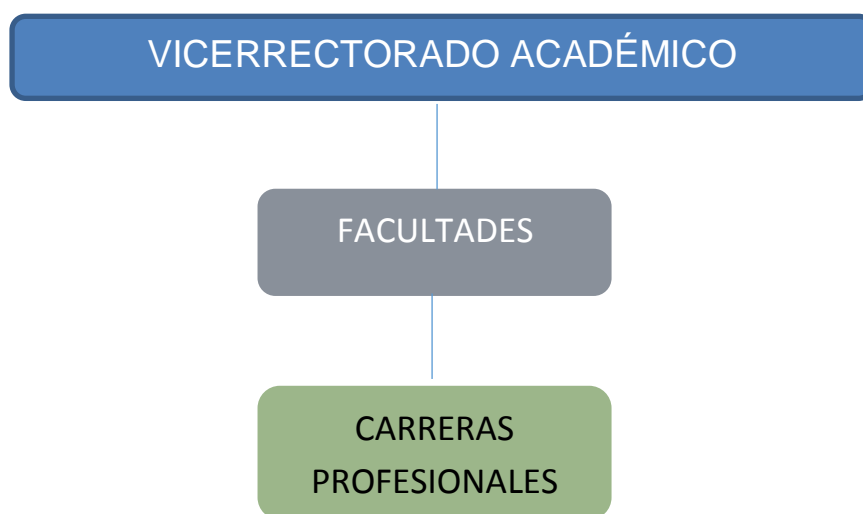 VICERRECTORADO ACADÉMICO
FACULTADES
CARRERAS
PROFESIONALES